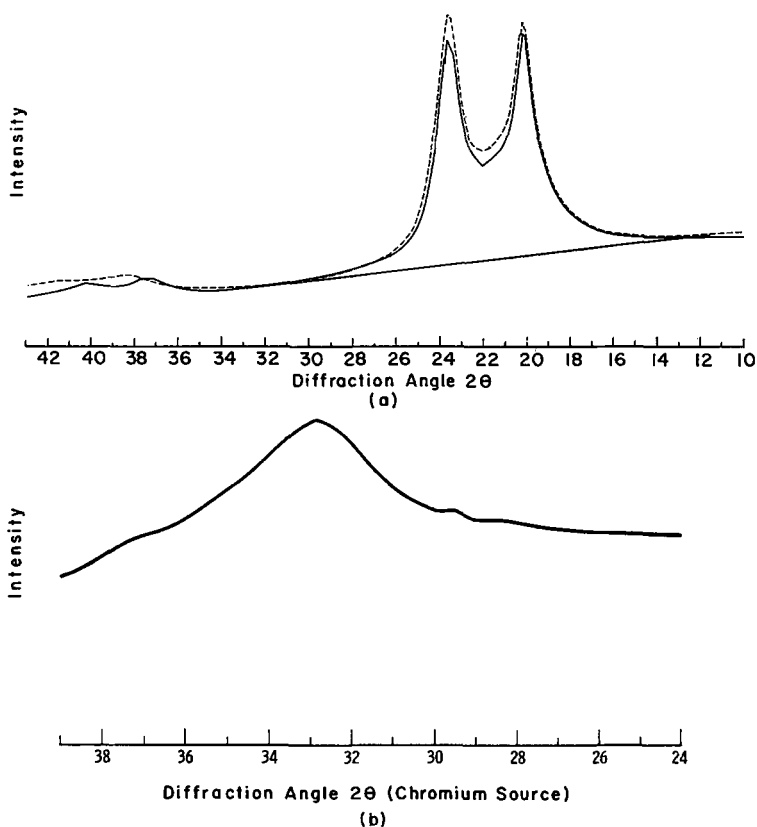 Intensity
42 40 38 36 34 32 30 28 26 25 22 20 18 16 14 12 10
Diffraction Angle 2θ
(a)
Intensity
38 36 34 32 30 28 26 24
Diffraction Angle 2θ (Chromium Source)
(b)